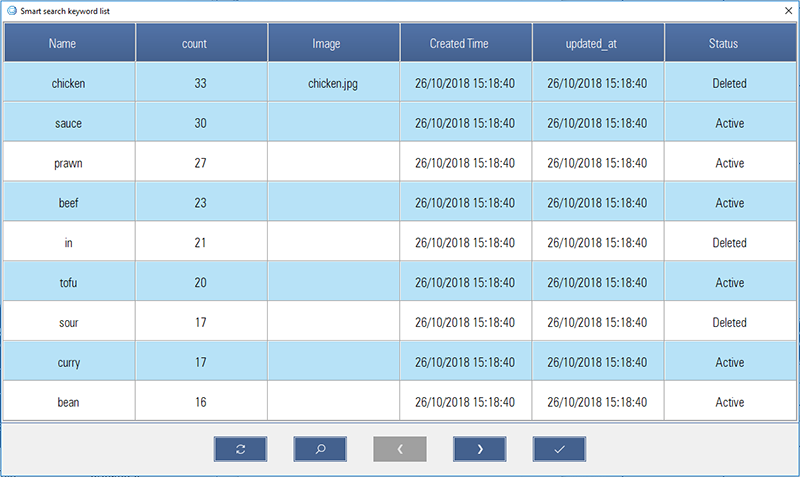 Smart search keyword list
Name count Image Created Time updated_at Status
chicken 33 chicken.jpg 26/10/2018 15:18:40 26/10/2018 15:18:40 Deleted
sauce 30 26/10/2018 15:18:40 26/10/2018 15:18:40 Active
prawn 27 26/10/2018 15:18:40 26/10/2018 15:18:40 Active
beef 23 26/10/2018 15:18:40 26/10/2018 15:18:40 Active
in 21 26/10/2018 15:18:40 26/10/2018 15:18:40 Deleted
tofu 20 26/10/2018 15:18:40 26/10/2018 15:18:40 Active
sour 17 26/10/2018 15:18:40 26/10/2018 15:18:40 Deleted
curry 17 26/10/2018 15:18:40 26/10/2018 15:18:40 Active
bean 16 26/10/2018 15:18:40 26/10/2018 15:18:40 Active